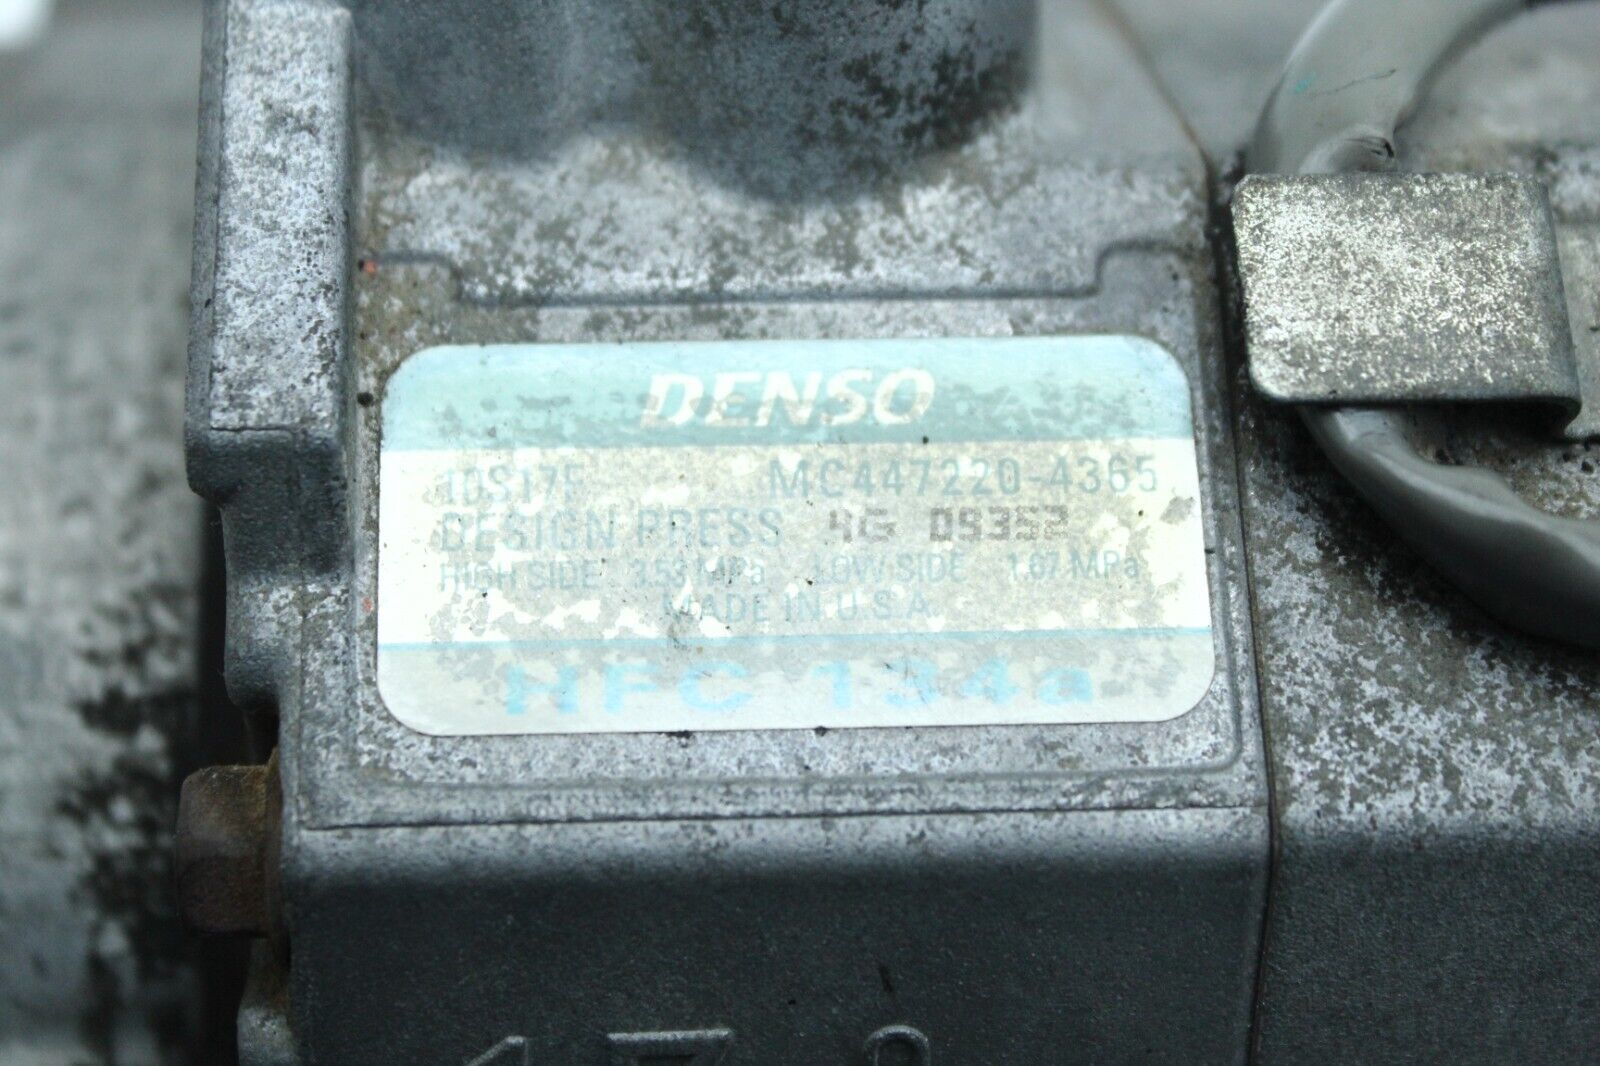 DENSO
10S17F MC447220-4365
DESIGN PRESS 4G 09352
HIGH SIDE 3.53 MPa LOW SIDE 1.67 MPa
MADE IN U.S.A.
HFC 134a